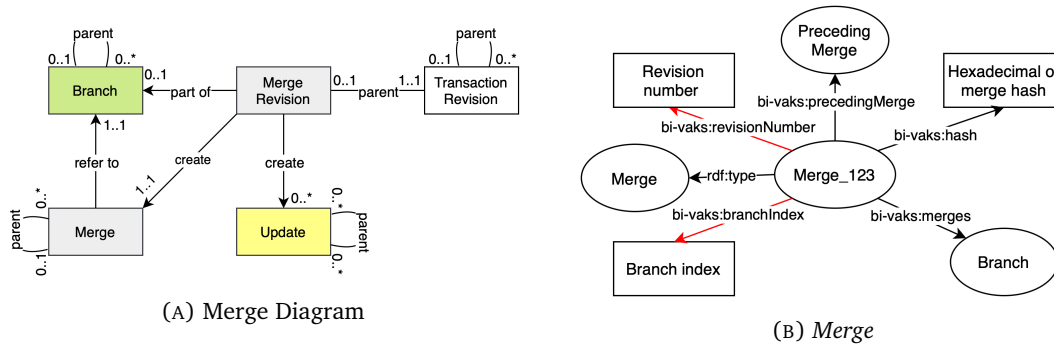 parent
0..1
0..*
Branch
0..1
part of
Merge
Revision
0..1
parent
1..1
parent
0..1
0..*
Transaction
Revision
1..1
refer to
create
create
1..1
0..*
0..*
parent
0..1
Merge
Update
0..*
parent
0..*
(A) Merge Diagram
Preceding
Merge
Revision
number
Hexadecimal of
merge hash
bi-vaks:precedingMerge
bi-vaks:revisionNumber
bi-vaks:hash
Merge
rdf:type
Merge_123
bi-vaks:branchIndex
bi-vaks:merges
Branch index
Branch
(B) Merge